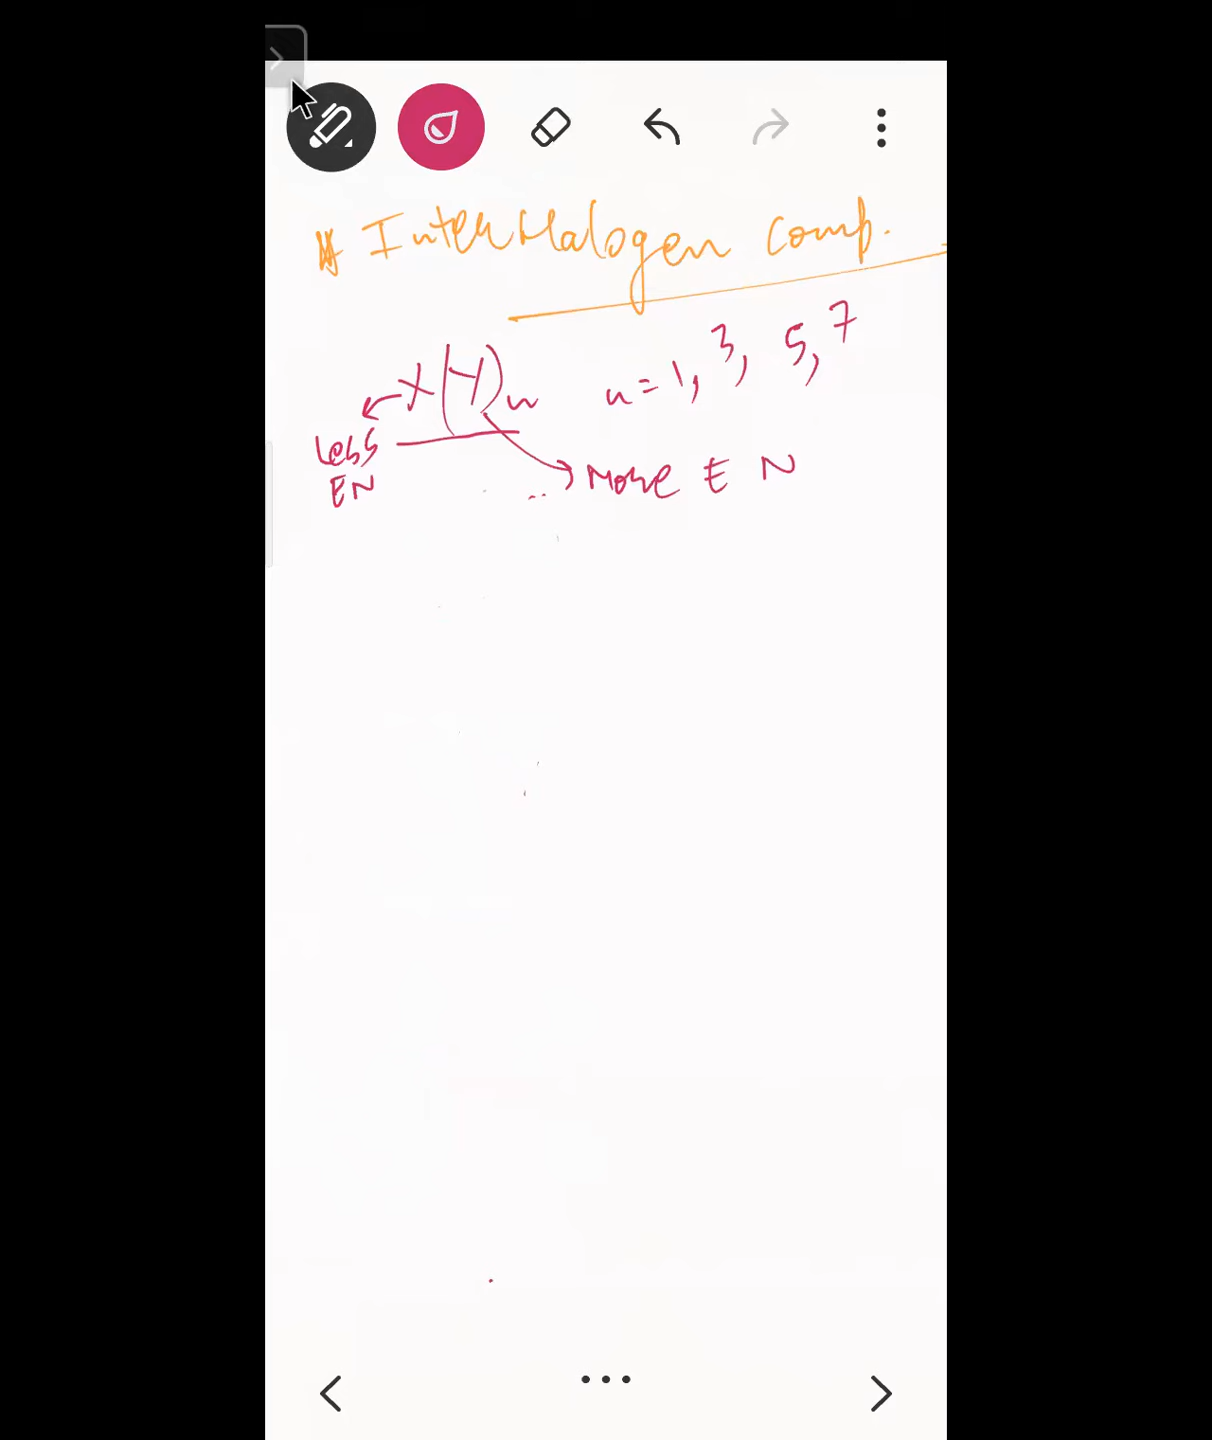 # InterHalogen comp.
X(Y)n n = 1, 3, 5, 7
Less
EN
More E N